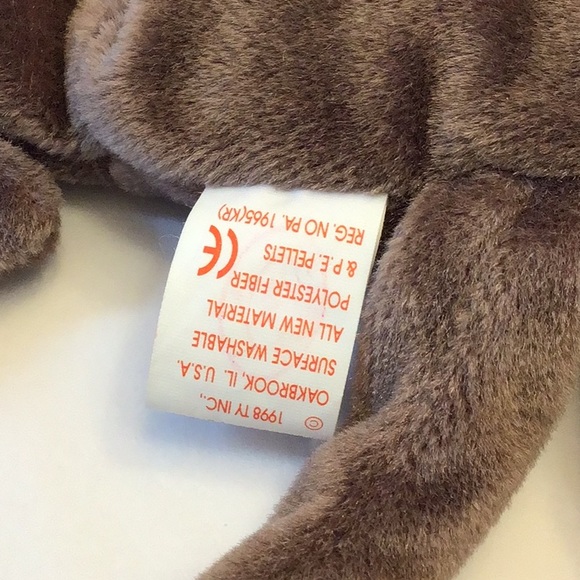 © 1998 TY INC.,
OAKBROOK, IL. U.S.A.
SURFACE WASHABLE
ALL NEW MATERIAL
POLYESTER FIBER
& P.E. PELLETS CE
REG. NO PA. 1965(KR)